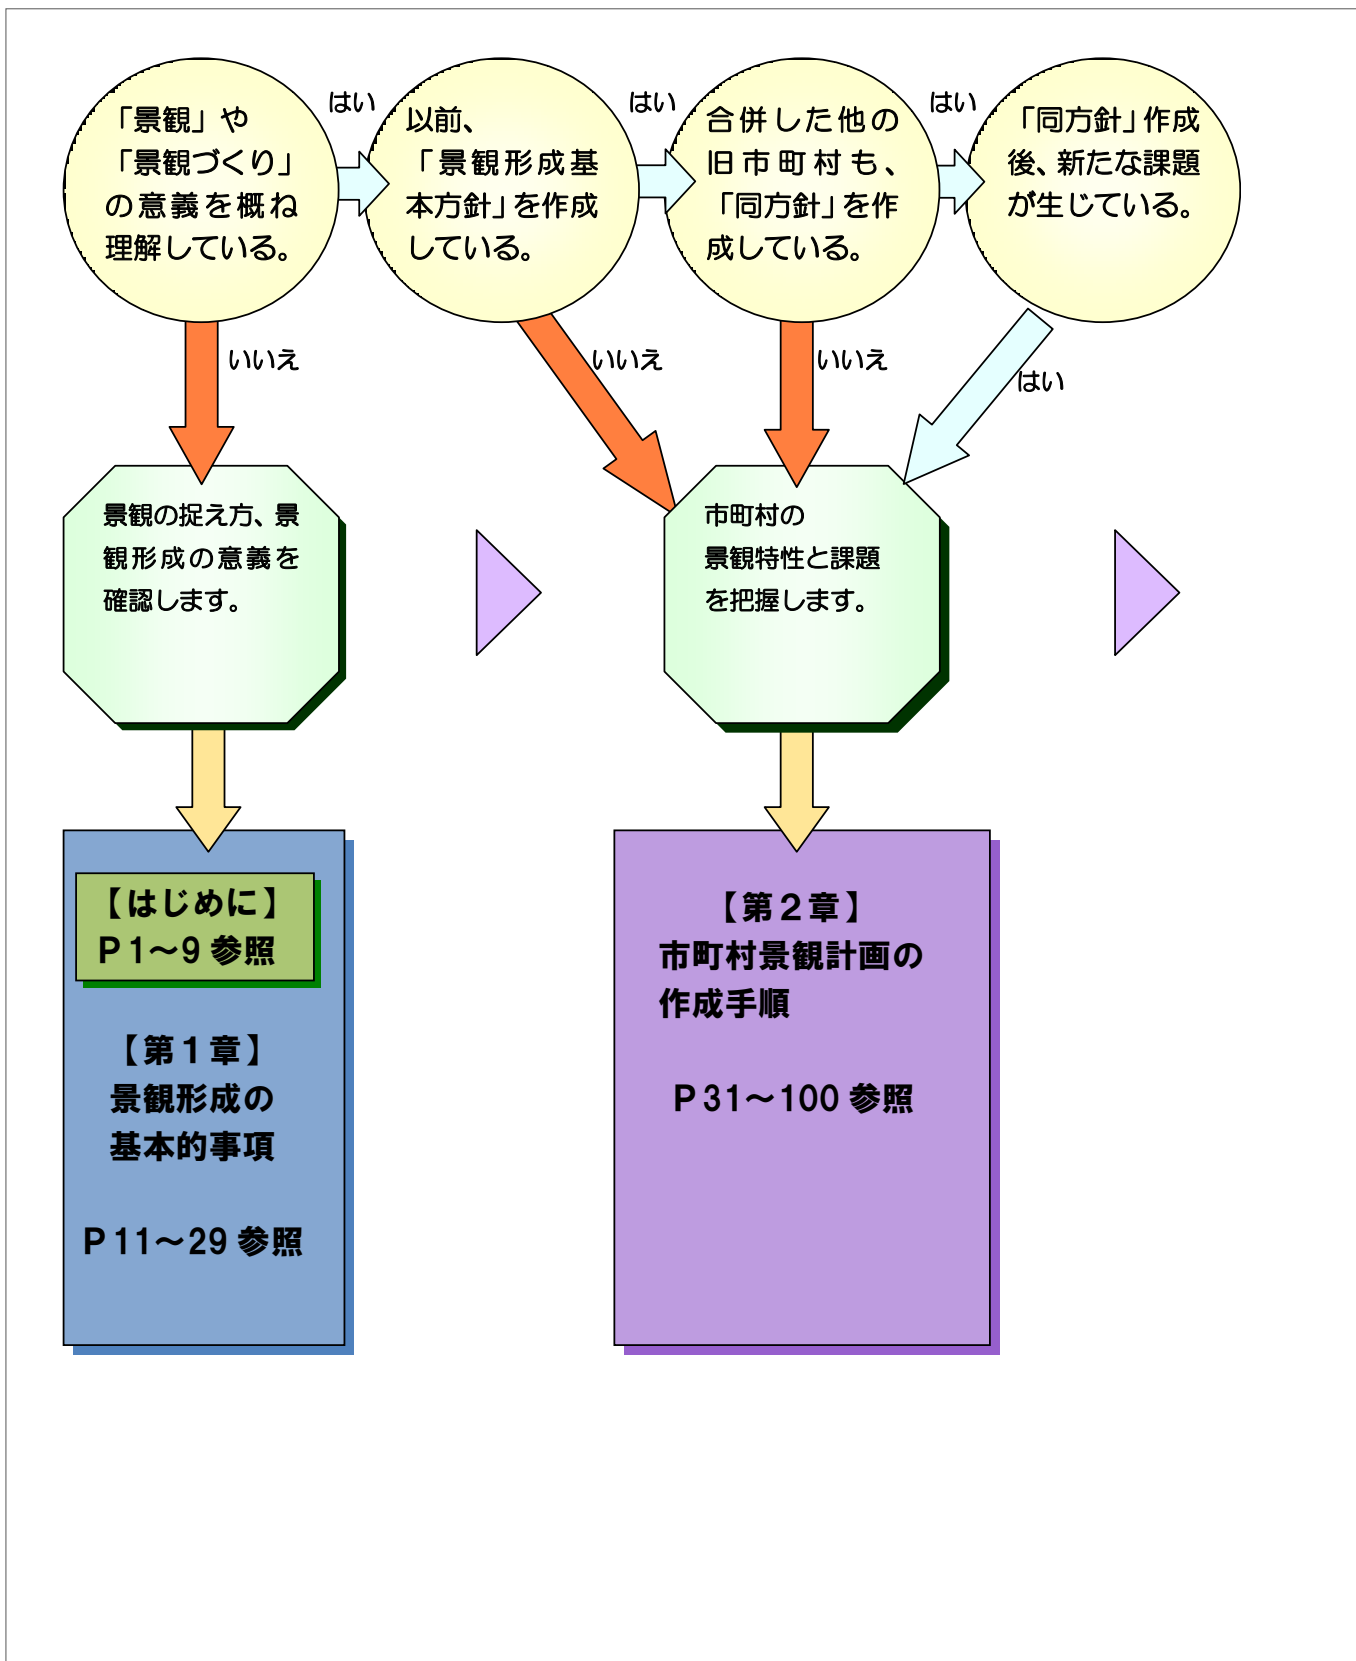 「景観」や
「景観づくり」
の意義を概ね
理解している。
はい
以前、
「景観形成基
本方針」を作成
している。
はい
合併した他の
旧市町村も、
「同方針」を作
成している。
はい
「同方針」作成
後、新たな課題
が生じている。
いいえ
いいえ
いいえ
はい
景観の捉え方、景
観形成の意義を
確認します。
市町村の
景観特性と課題
を把握します。
【はじめに】
P1～9 参照
【第１章】
景観形成の
基本的事項
P11～29 参照
【第２章】
市町村景観計画の
作成手順
P31～100 参照